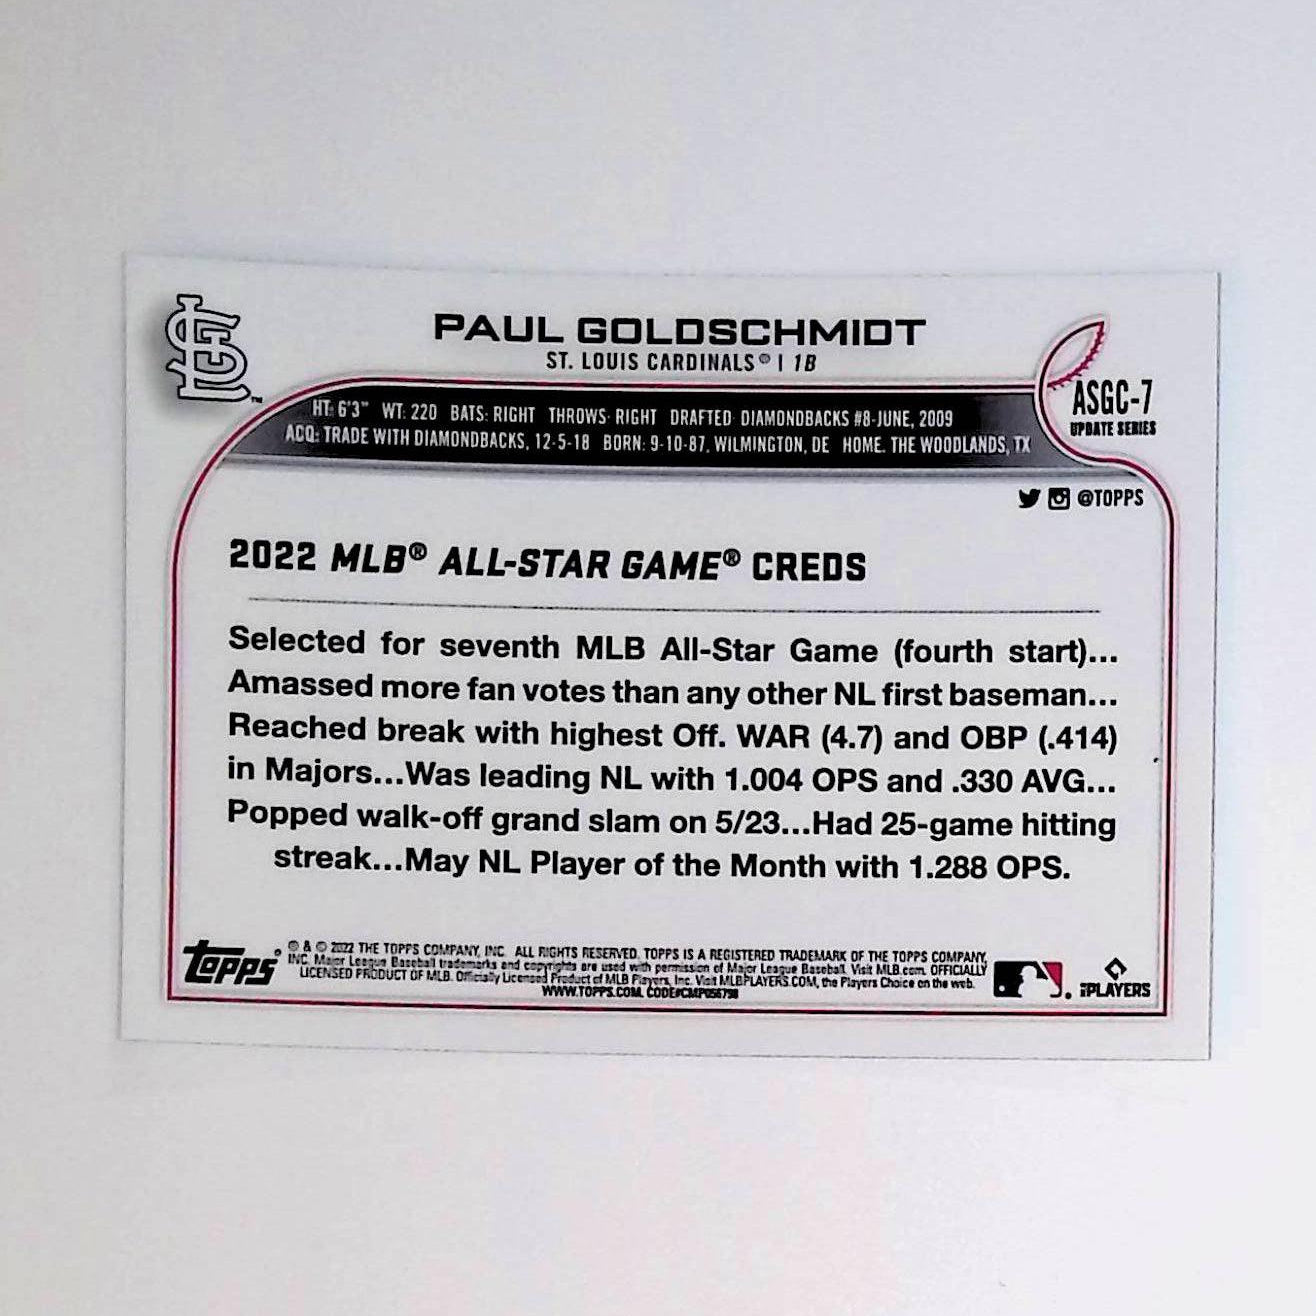 PAUL GOLDSCHMIDT
ST. LOUIS CARDINALS® | 1B
ASGC-7
UPDATE SERIES
HT: 6'3" WT: 220 BATS: RIGHT THROWS: RIGHT DRAFTED: DIAMONDBACKS #8-JUNE, 2009
ACQ: TRADE WITH DIAMONDBACKS, 12-5-18 BORN: 9-10-87, WILMINGTON, DE HOME: THE WOODLANDS, TX
@TOPPS
2022 MLB® ALL-STAR GAME® CREDS
Selected for seventh MLB All-Star Game (fourth start)...
Amassed more fan votes than any other NL first baseman...
Reached break with highest Off. WAR (4.7) and OBP (.414)
in Majors...Was leading NL with 1.004 OPS and .330 AVG...
Popped walk-off grand slam on 5/23...Had 25-game hitting
streak...May NL Player of the Month with 1.288 OPS.
TOPPS®
® & © 2022 THE TOPPS COMPANY, INC. ALL RIGHTS RESERVED. TOPPS IS A REGISTERED TRADEMARK OF THE TOPPS COMPANY,
INC. Major League Baseball trademarks and copyrights are used with permission of Major League Baseball. Visit MLB.com. OFFICIALLY
LICENSED PRODUCT OF MLB. Officially Licensed Product of MLB Players, Inc. Visit MLBPLAYERS.COM, the Players Choice on the web.
WWW.TOPPS.COM. CODE#CMP056798
PLAYERS